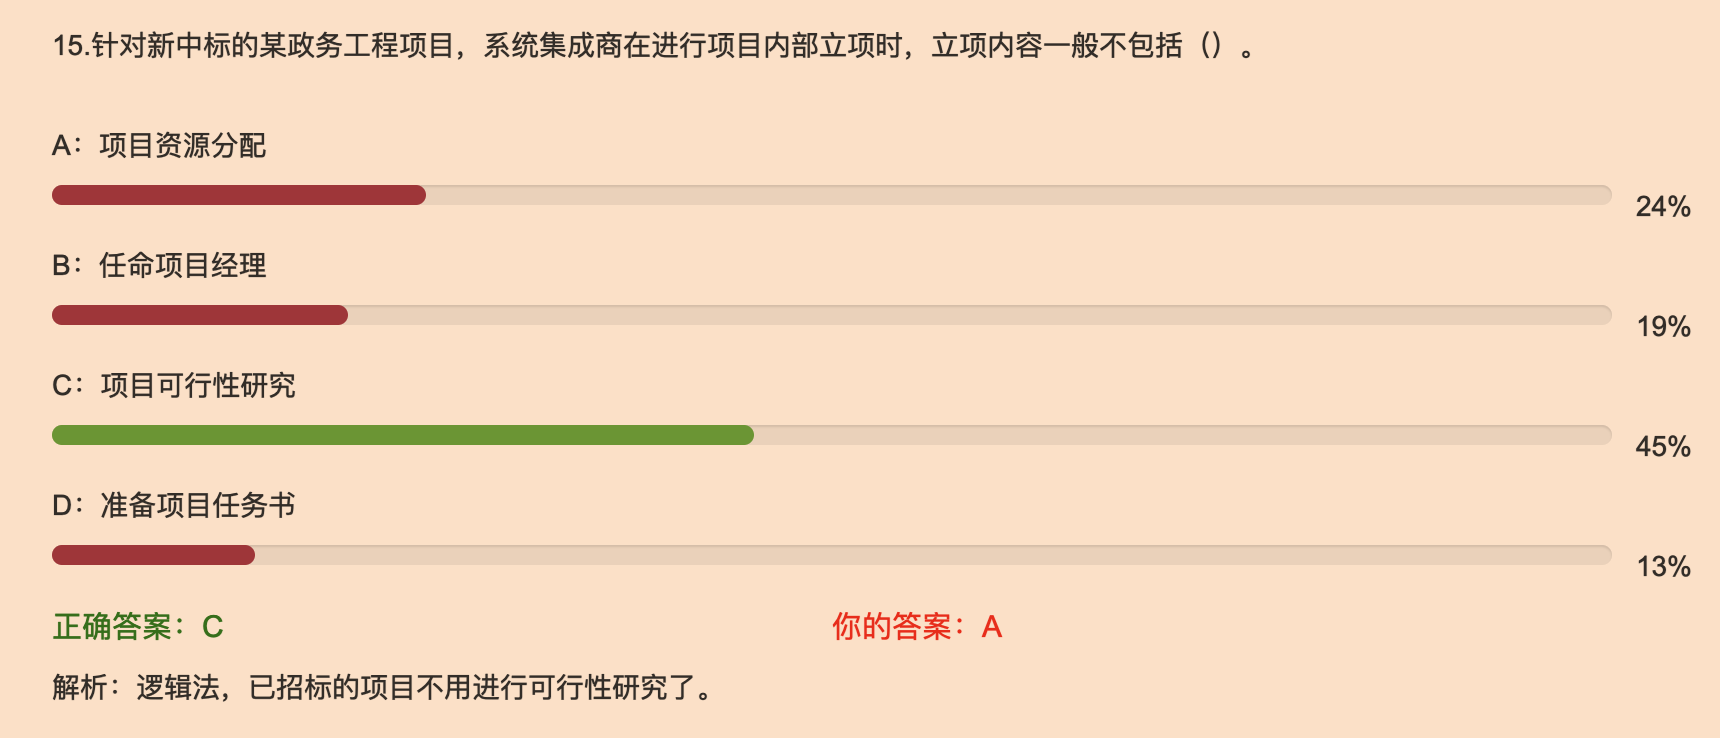 15.针对新中标的某政务工程项目，系统集成商在进行项目内部立项时，立项内容一般不包括（）。
A：项目资源分配
24%
B：任命项目经理
19%
C：项目可行性研究
45%
D：准备项目任务书
13%
正确答案：C 你的答案：A
解析：逻辑法，已招标的项目不用进行可行性研究了。